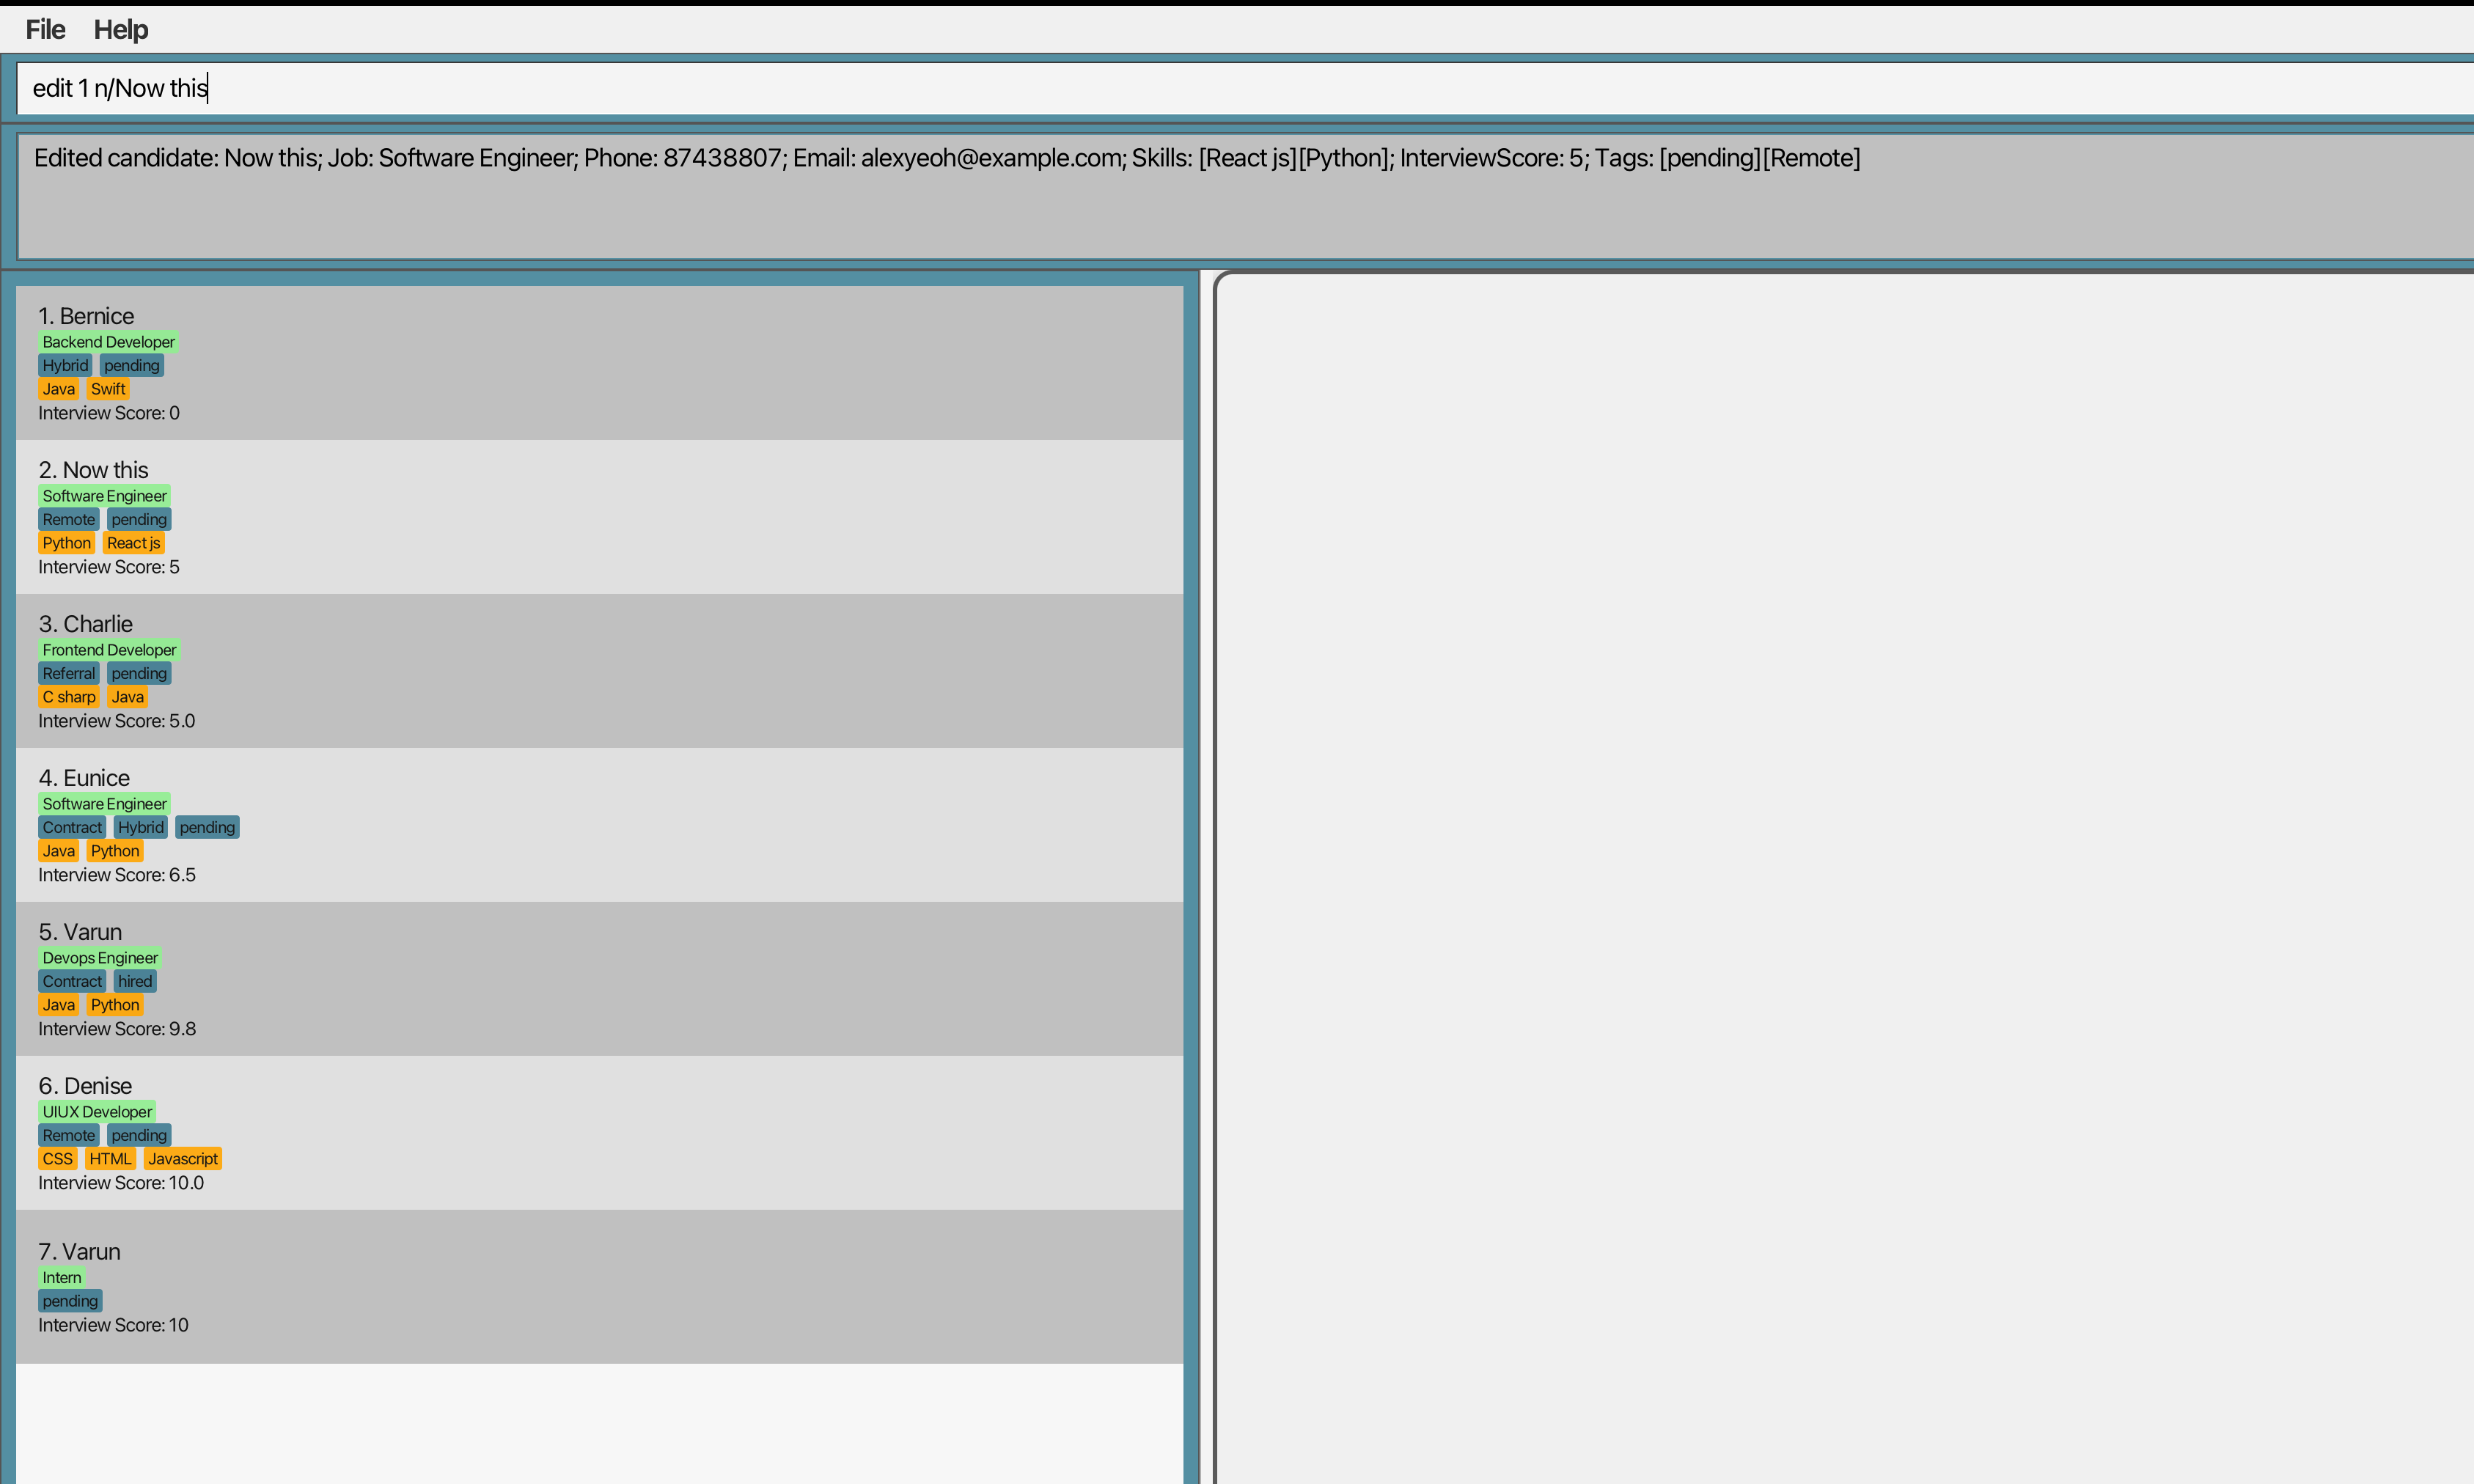 File Help
edit 1 n/Now this
Edited candidate: Now this; Job: Software Engineer; Phone: 87438807; Email: alexyeoh@example.com; Skills: [React js][Python]; InterviewScore: 5; Tags: [pending][Remote]
1. Bernice
Backend Developer
Hybrid pending
Java Swift
Interview Score: 0
2. Now this
Software Engineer
Remote pending
Python React js
Interview Score: 5
3. Charlie
Frontend Developer
Referral pending
C sharp Java
Interview Score: 5.0
4. Eunice
Software Engineer
Contract Hybrid pending
Java Python
Interview Score: 6.5
5. Varun
Devops Engineer
Contract hired
Java Python
Interview Score: 9.8
6. Denise
UIUX Developer
Remote pending
CSS HTML Javascript
Interview Score: 10.0
7. Varun
Intern
pending
Interview Score: 10